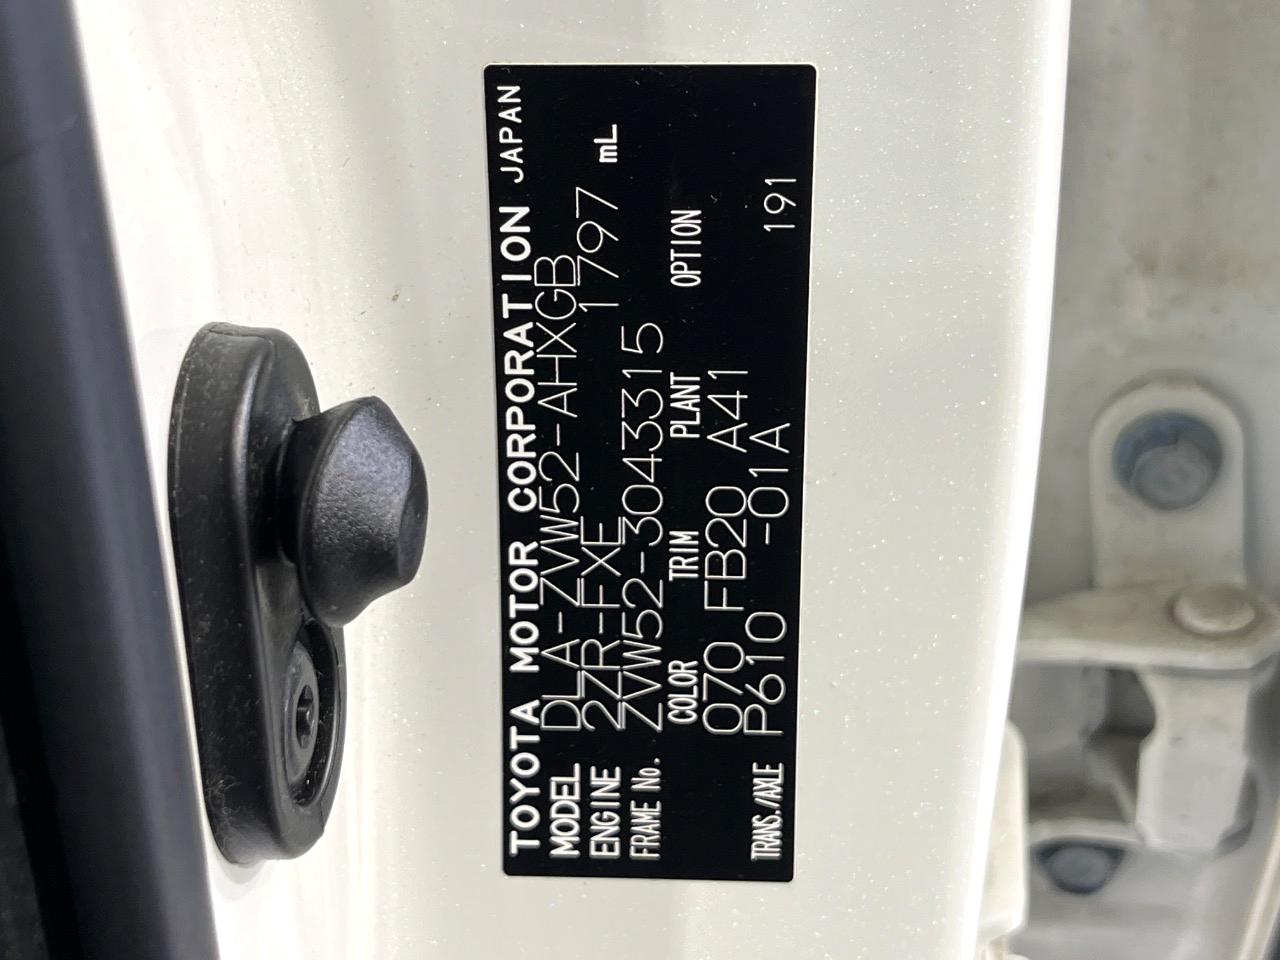 TOYOTA MOTOR CORPORATION JAPAN
MODEL DLA-ZVW52-AHXGB
ENGINE 2ZR-FXE 1797 mL
FRAME No. ZVW52-3043315
COLOR TRIM PLANT OPTION
070 FB20 A41
TRANS./AXLE P610 -01A 191